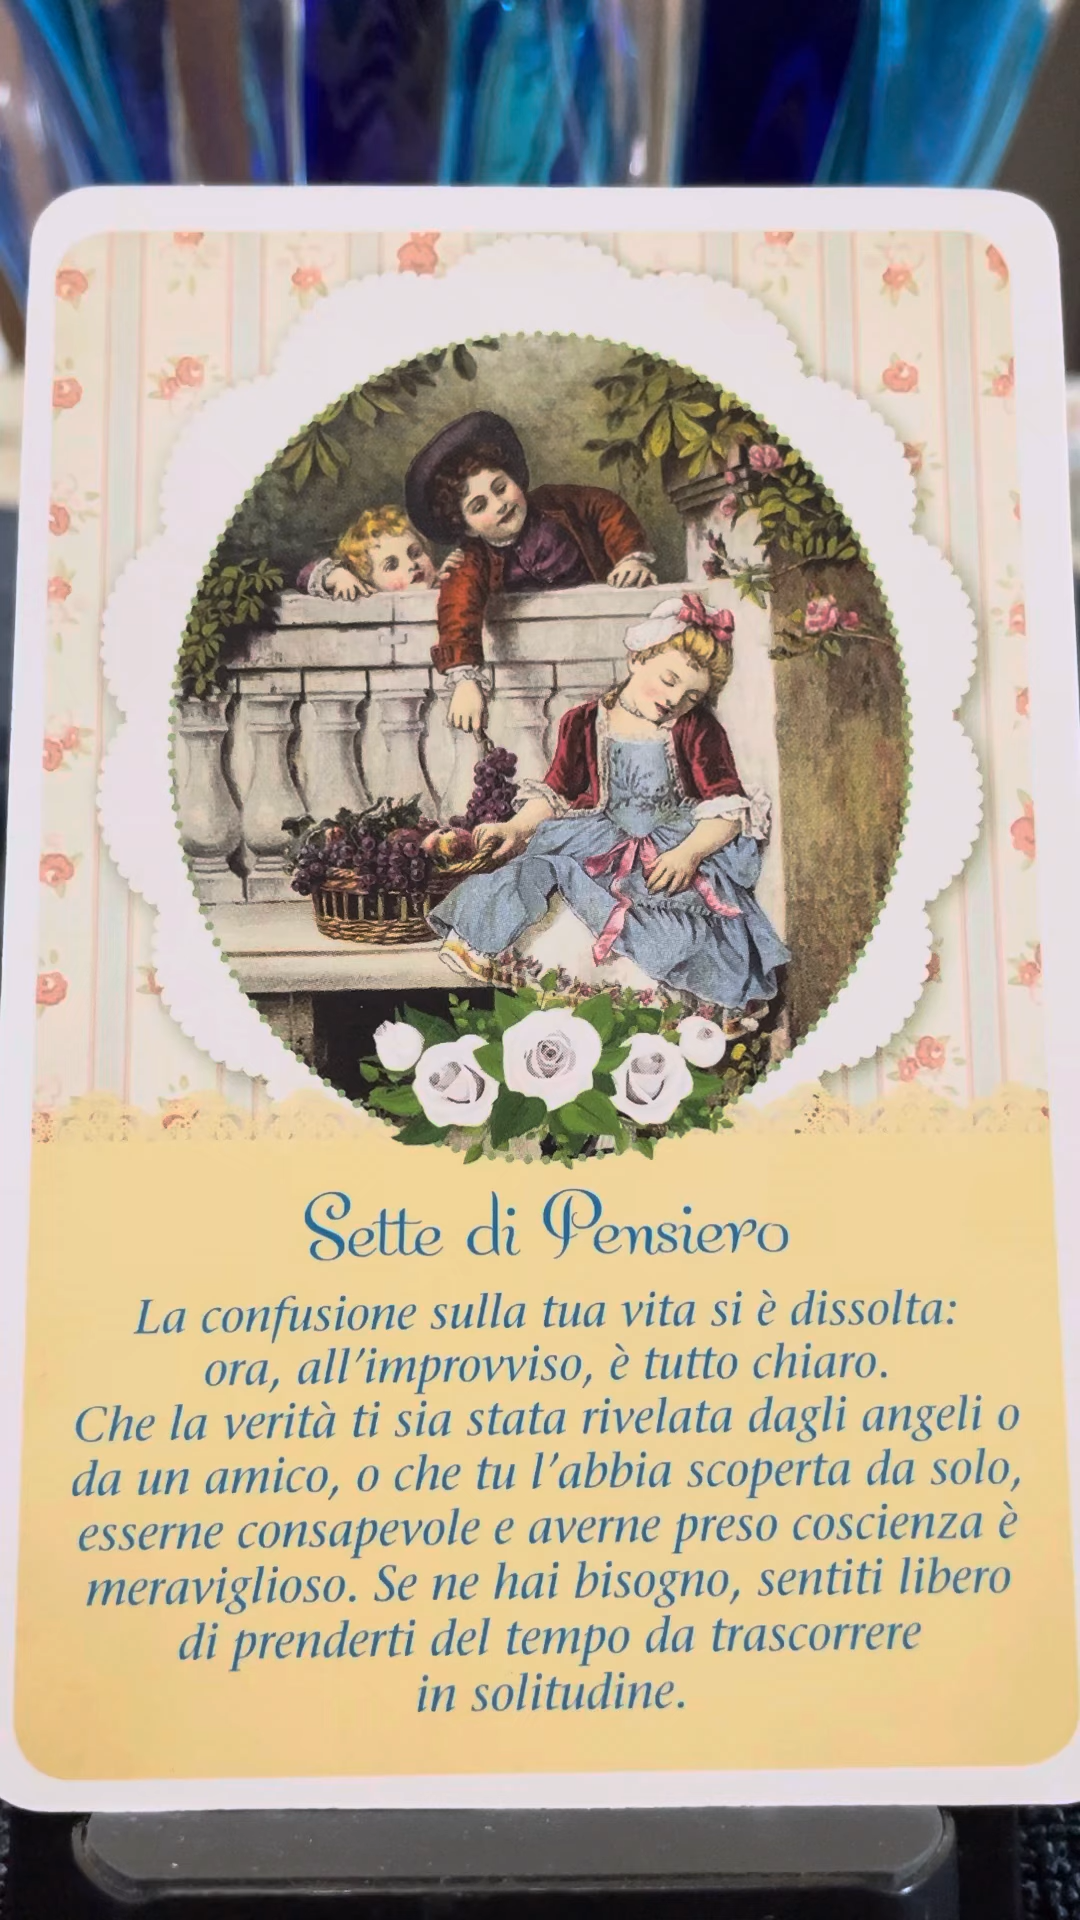 Sette di Pensiero
La confusione sulla tua vita si è dissolta:
ora, all'improvviso, è tutto chiaro.
Che la verità ti sia stata rivelata dagli angeli o
da un amico, o che tu l'abbia scoperta da solo,
esserne consapevole e averne preso coscienza è
meraviglioso. Se ne hai bisogno, sentiti libero
di prenderti del tempo da trascorrere
in solitudine.